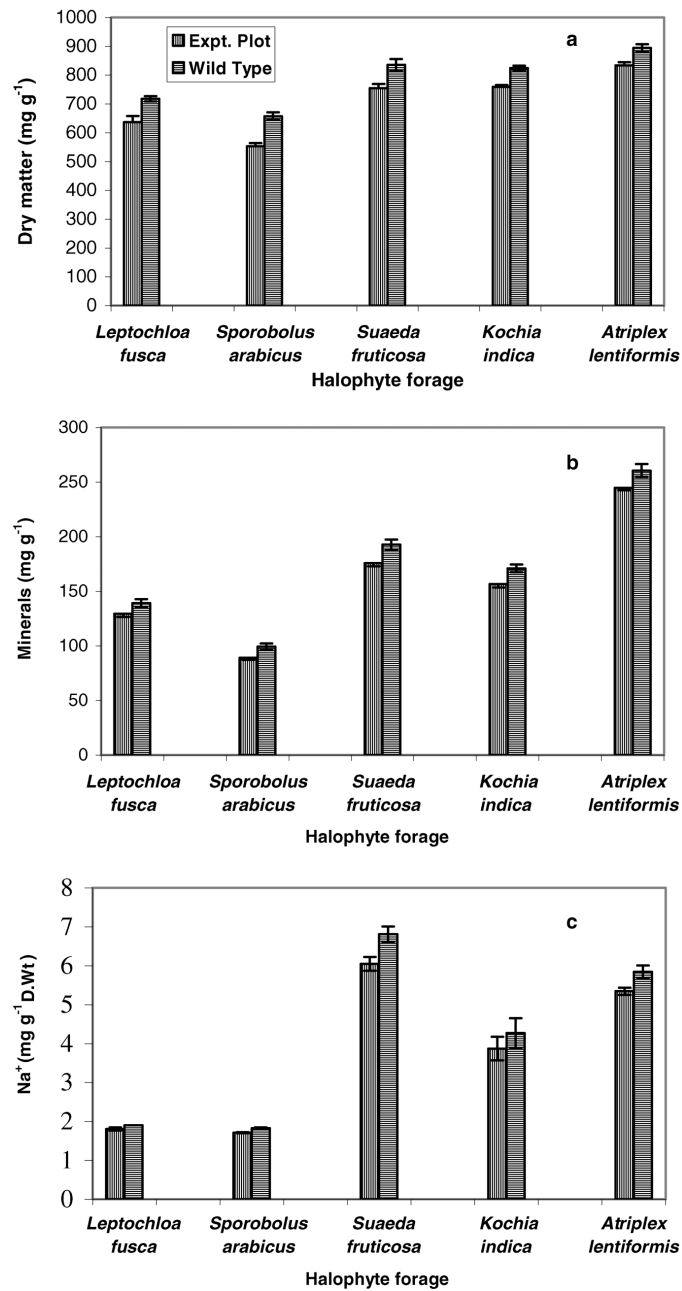 1000
900
800
700
600
500
400
300
200
100
0
Dry matter (mg g⁻¹)
Expt. Plot
Wild Type
a
Leptochloa fusca
Sporobolus arabicus
Suaeda fruticosa
Kochia indica
Atriplex lentiformis
Halophyte forage
300
250
200
150
100
50
0
Minerals (mg g⁻¹)
b
Leptochloa fusca
Sporobolus arabicus
Suaeda fruticosa
Kochia indica
Atriplex lentiformis
Halophyte forage
8
7
6
5
4
3
2
1
0
Na⁺ (mg g⁻¹ D.Wt)
c
Leptochloa fusca
Sporobolus arabicus
Suaeda fruticosa
Kochia indica
Atriplex lentiformis
Halophyte forage